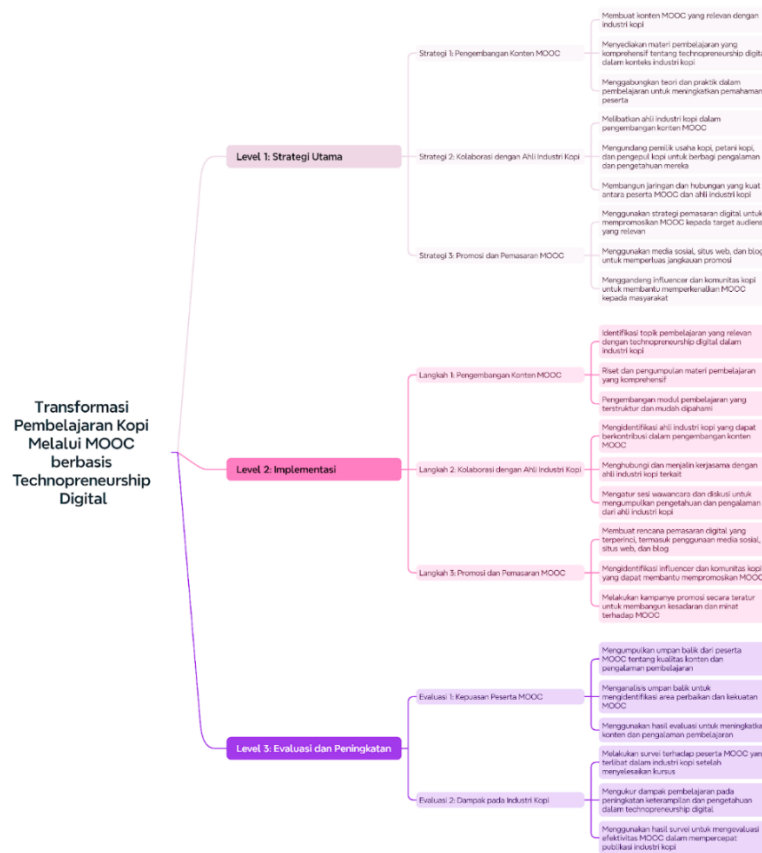 Transformasi
Pembelajaran Kopi
Melalui MOOC
berbasis
Technopreneurship
Digital
Level 1: Strategi Utama
Strategi 1: Pengembangan Konten MOOC
Membuat konten MOOC yang relevan dengan
industri kopi
Menyediakan materi pembelajaran yang
komprehensif tentang technopreneurship digita
dalam konteks industri kopi
Menggabungkan teori dan praktik dalam
pembelajaran untuk meningkatkan pemahaman
peserta
Strategi 2: Kolaborasi dengan Ahli Industri Kopi
Melibatkan ahli industri kopi dalam
pengembangan konten MOOC
Mengundang pemilik usaha kopi, petani kopi,
dan pengepul kopi untuk berbagi pengalaman
dan pengetahuan mereka
Membangun jaringan dan hubungan yang kuat
antara peserta MOOC dan ahli industri kopi
Strategi 3: Promosi dan Pemasaran MOOC
Menggunakan strategi pemasaran digital untuk
mempromosikan MOOC kepada target audiens
yang relevan
Menggunakan media sosial, situs web, dan blog
untuk memperluas jangkauan promosi
Menggandeng influencer dan komunitas kopi
untuk membantu memperkenalkan MOOC
kepada masyarakat
Level 2: Implementasi
Langkah 1: Pengembangan Konten MOOC
Identifikasi topik pembelajaran yang relevan
dengan technopreneurship digital dalam
industri kopi
Riset dan pengumpulan materi pembelajaran
yang komprehensif
Pengembangan modul pembelajaran yang
terstruktur dan mudah dipahami
Langkah 2: Kolaborasi dengan Ahli Industri Kopi
Mengidentifikasi ahli industri kopi yang dapat
berkontribusi dalam pengembangan konten
MOOC
Menghubungi dan menjalin kerjasama dengan
ahli industri kopi terkait
Mengatur sesi wawancara dan diskusi untuk
mengumpulkan pengetahuan dan pengalaman
dari ahli industri kopi
Langkah 3: Promosi dan Pemasaran MOOC
Membuat rencana pemasaran digital yang
terperinci, termasuk penggunaan media sosial,
situs web, dan blog
Mengidentifikasi influencer dan komunitas kopi
yang dapat membantu mempromosikan MOOC
Melakukan kampanye promosi secara teratur
untuk membangun kesadaran dan minat
terhadap MOOC
Level 3: Evaluasi dan Peningkatan
Evaluasi 1: Kepuasan Peserta MOOC
Mengumpulkan umpan balik dari peserta
MOOC tentang kualitas konten dan
pengalaman pembelajaran
Menganalisis umpan balik untuk
mengidentifikasi area perbaikan dan kekuatan
MOOC
Menggunakan hasil evaluasi untuk meningkatka
konten dan pengalaman pembelajaran
Evaluasi 2: Dampak pada Industri Kopi
Melakukan survei terhadap peserta MOOC yan
terlibat dalam industri kopi setelah
menyelesaikan kursus
Mengukur dampak pembelajaran pada
peningkatan keterampilan dan pengetahuan
dalam technopreneurship digital
Menggunakan hasil survei untuk mengevaluasi
efektivitas MOOC dalam mempercepat
publikasi industri kopi